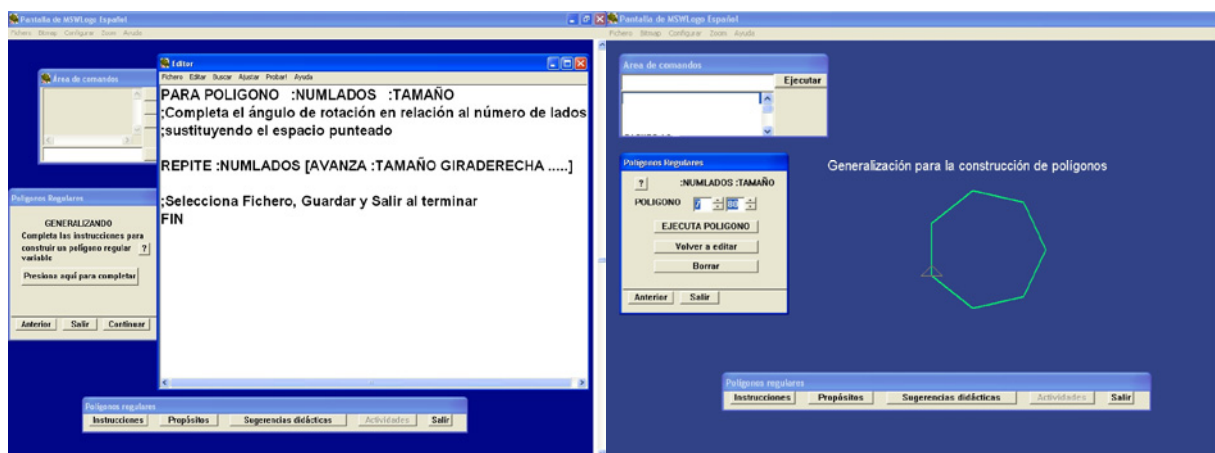 Pantalla de MSWLogo Español
Fichero Bitmap Configurar Zoom Ayuda
Área de comandos
Editor
Fichero Editar Buscar Ajustar Probar! Ayuda
PARA POLIGONO :NUMLADOS :TAMAÑO
;Completa el ángulo de rotación en relación al número de lados
;sustituyendo el espacio punteado
REPITE :NUMLADOS [AVANZA :TAMAÑO GIRADERECHA .....]
;Selecciona Fichero, Guardar y Salir al terminar
FIN
Polígonos Regulares
GENERALIZANDO
Completa las instrucciones para
construir un polígono regular ?
variable
Presiona aquí para completar
Anterior Salir Continuar
Polígonos regulares
Instrucciones Propósitos Sugerencias didácticas Actividades Salir
Pantalla de MSWLogo Español
Fichero Bitmap Configurar Zoom Ayuda
Área de comandos
Ejecutar
Polígonos Regulares
? :NUMLADOS :TAMAÑO
POLIGONO 7 80
EJECUTA POLIGONO
Volver a editar
Borrar
Anterior Salir
Generalización para la construcción de polígonos
Polígonos regulares
Instrucciones Propósitos Sugerencias didácticas Actividades Salir